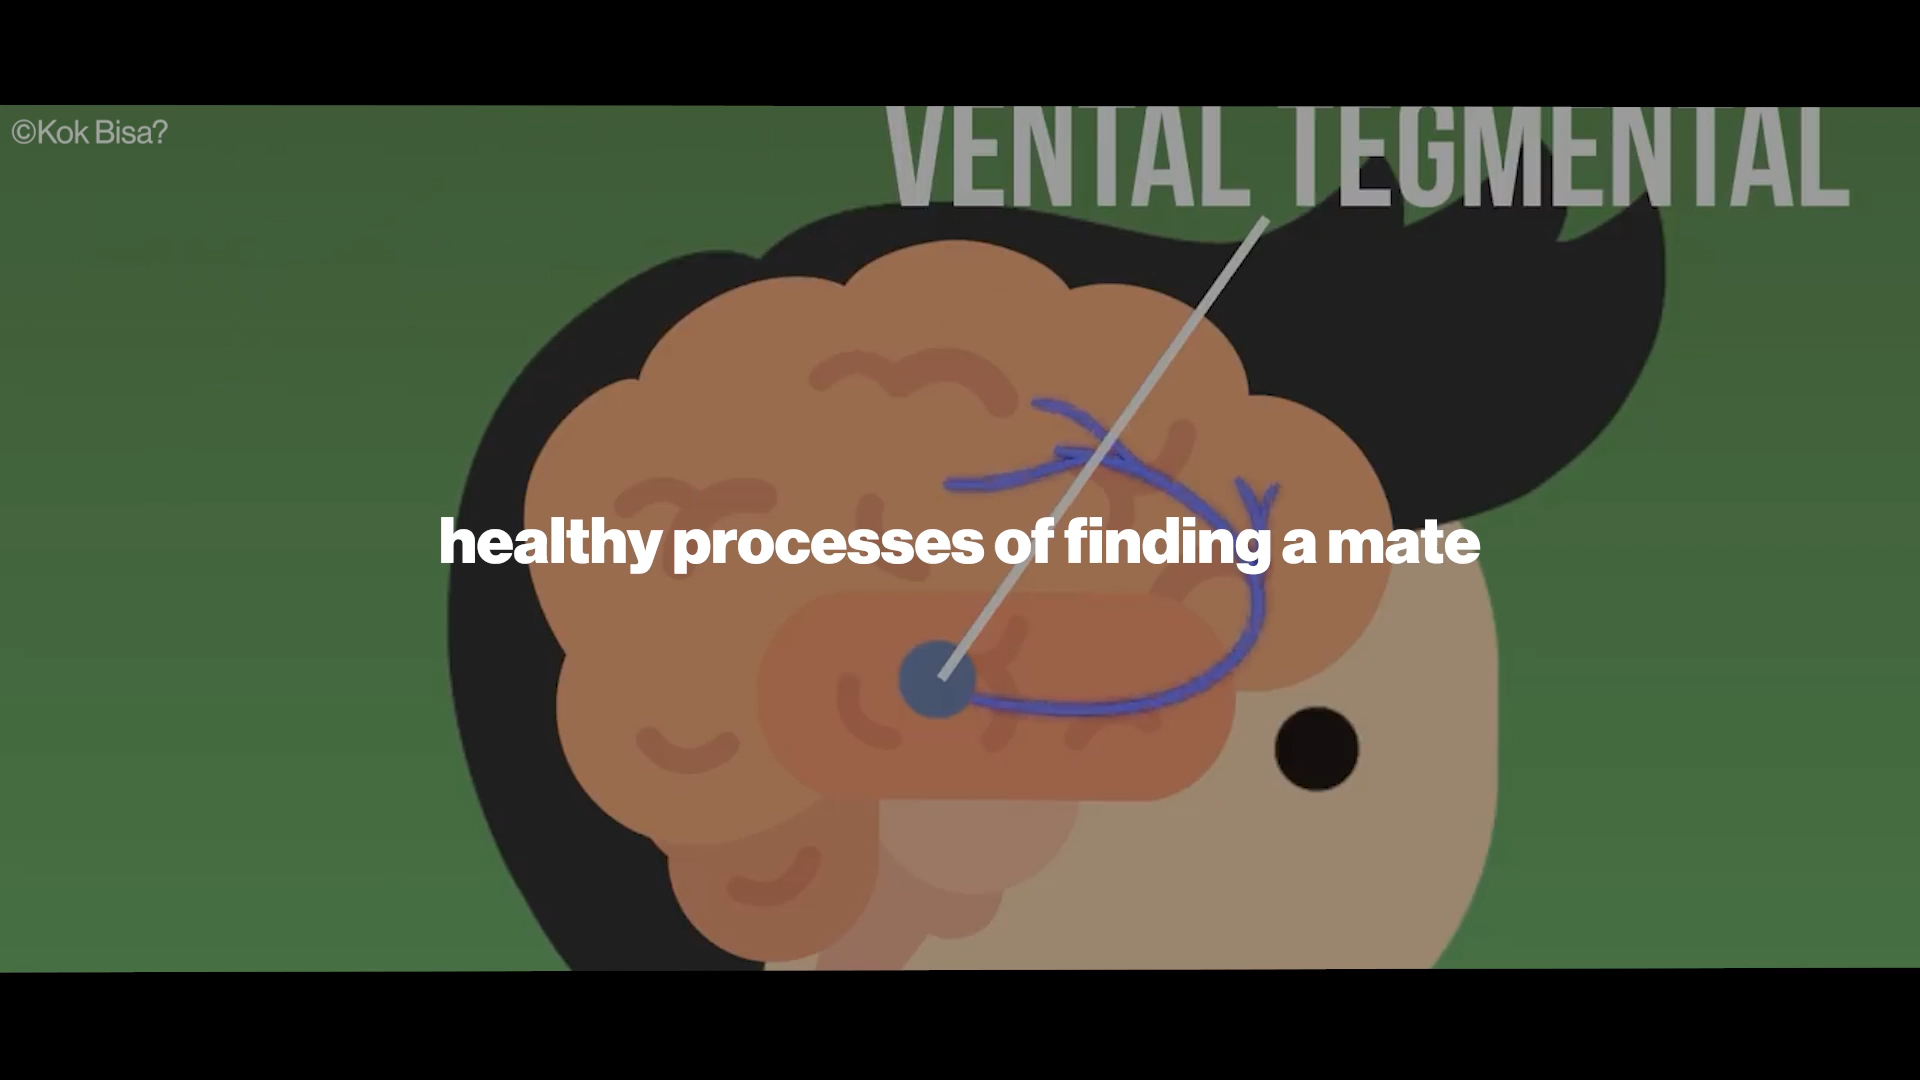 ©Kok Bisa?
VENTAL TEGMENTAL
healthy processes of finding a mate